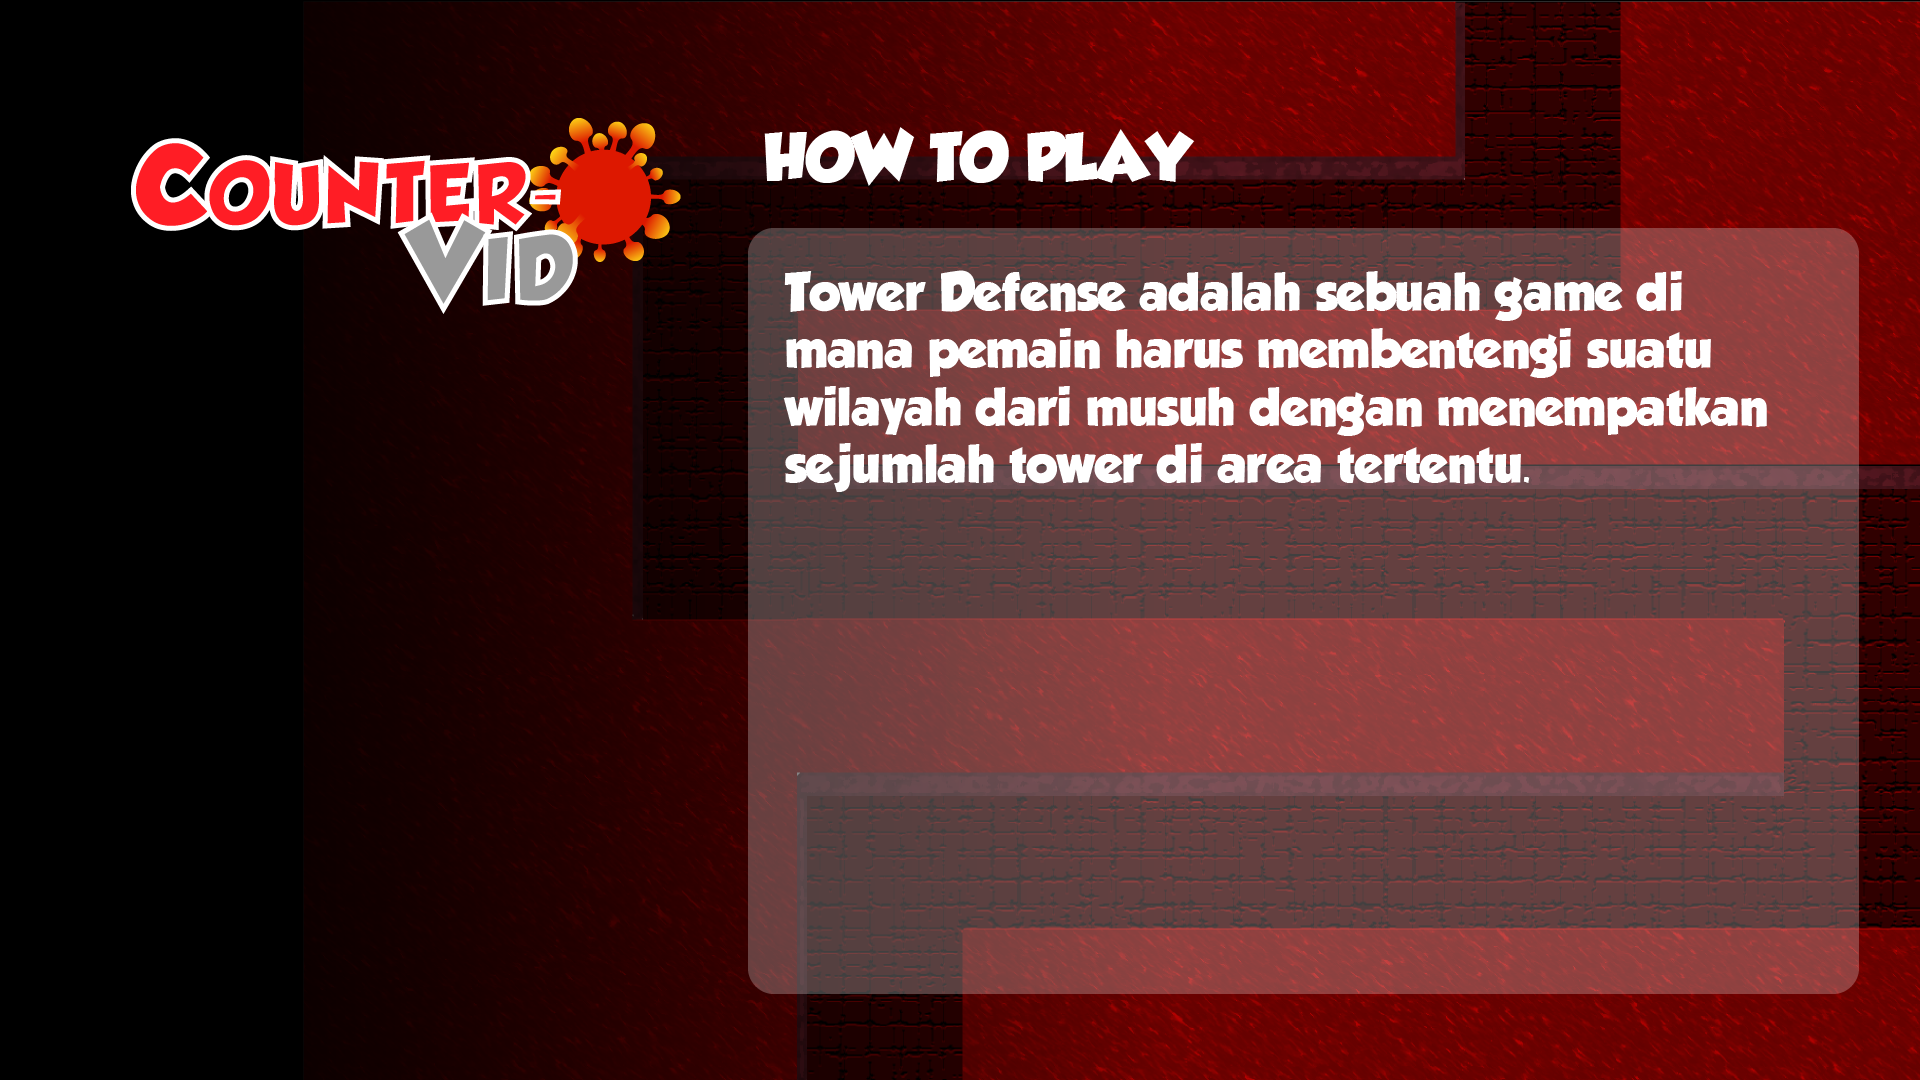 COUNTER-
VID
HOW TO PLAY
Tower Defense adalah sebuah game di
mana pemain harus membentengi suatu
wilayah dari musuh dengan menempatkan
sejumlah tower di area tertentu.